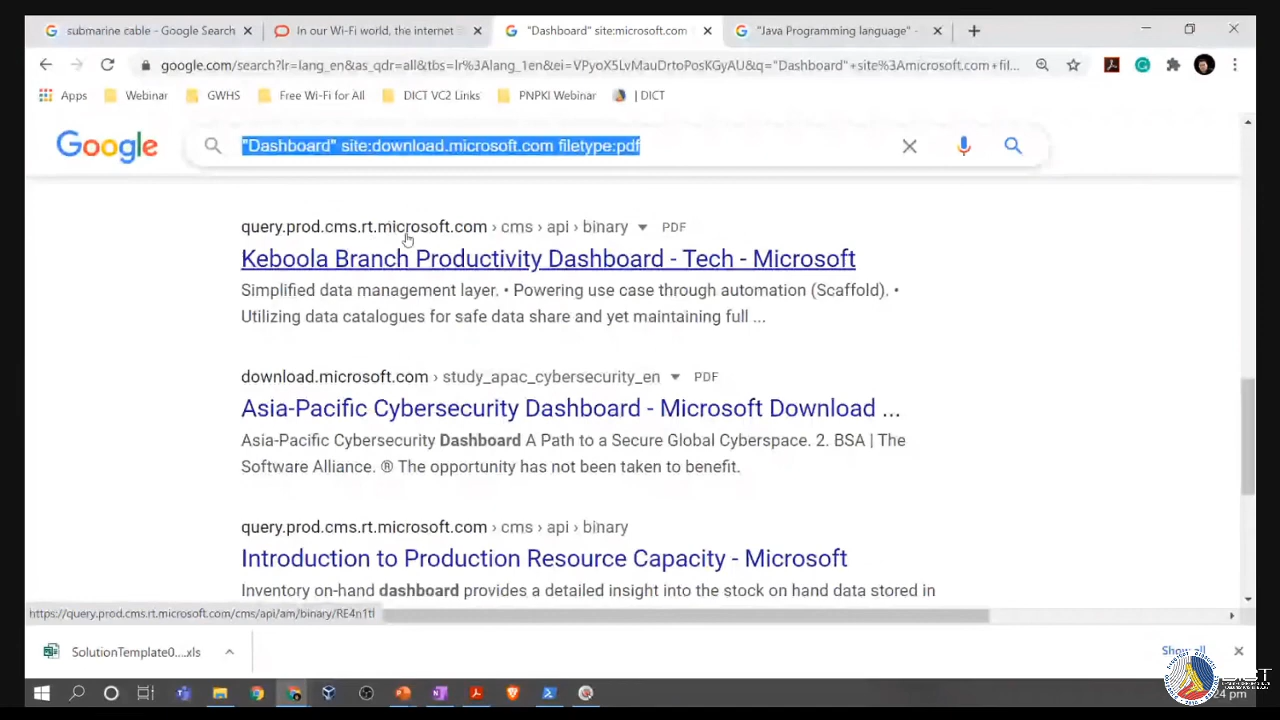 submarine cable - Google Search
In our Wi-Fi world, the internet
"Dashboard" site:microsoft.com
"Java Programming language" -
google.com/search?lr=lang_en&as_qdr=all&tbs=lr%3Alang_1en&ei=VPyoX5LvMauDrtoPosKGyAU&q="Dashboard"+site%3Amicrosoft.com+fil...
Apps
Webinar
GWHS
Free Wi-Fi for All
DICT VC2 Links
PNPKI Webinar
| DICT
Google
"Dashboard" site:download.microsoft.com filetype:pdf
query.prod.cms.rt.microsoft.com › cms › api › binary PDF
Keboola Branch Productivity Dashboard - Tech - Microsoft
Simplified data management layer. • Powering use case through automation (Scaffold). •
Utilizing data catalogues for safe data share and yet maintaining full ...
download.microsoft.com › study_apac_cybersecurity_en PDF
Asia-Pacific Cybersecurity Dashboard - Microsoft Download ...
Asia-Pacific Cybersecurity Dashboard A Path to a Secure Global Cyberspace. 2. BSA | The
Software Alliance. ® The opportunity has not been taken to benefit.
query.prod.cms.rt.microsoft.com › cms › api › binary
Introduction to Production Resource Capacity - Microsoft
Inventory on-hand dashboard provides a detailed insight into the stock on hand data stored in
https://query.prod.cms.rt.microsoft.com/cms/api/am/binary/RE4n1tl
SolutionTemplate0....xls
Show all
DICT
24 pm